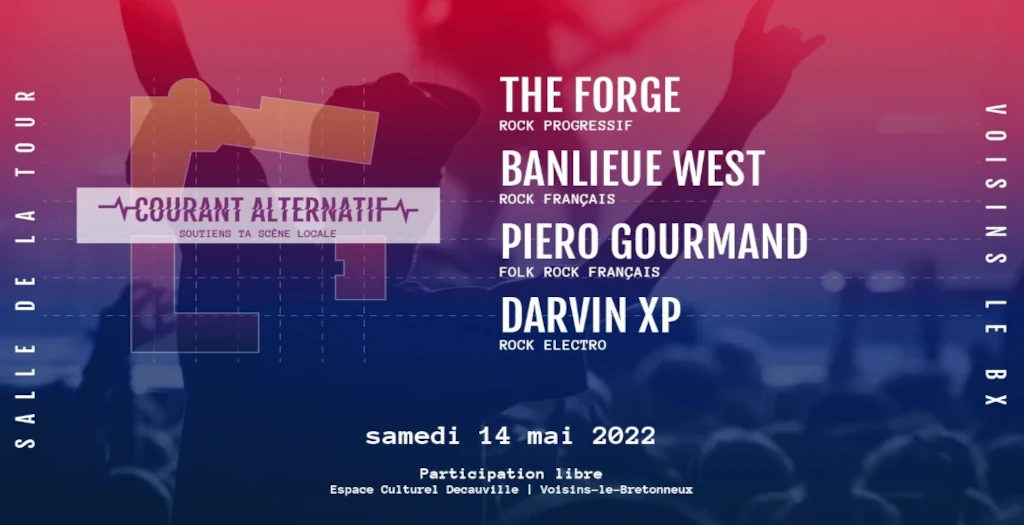 SALLE DE LA TOUR
COURANT ALTERNATIF
SOUTIENS TA SCÈNE LOCALE
THE FORGE
ROCK PROGRESSIF
BANLIEUE WEST
ROCK FRANÇAIS
PIERO GOURMAND
FOLK ROCK FRANÇAIS
DARVIN XP
ROCK ELECTRO
VOISINS LE BX
samedi 14 mai 2022
Participation libre
Espace Culturel Decauville | Voisins-le-Bretonneux